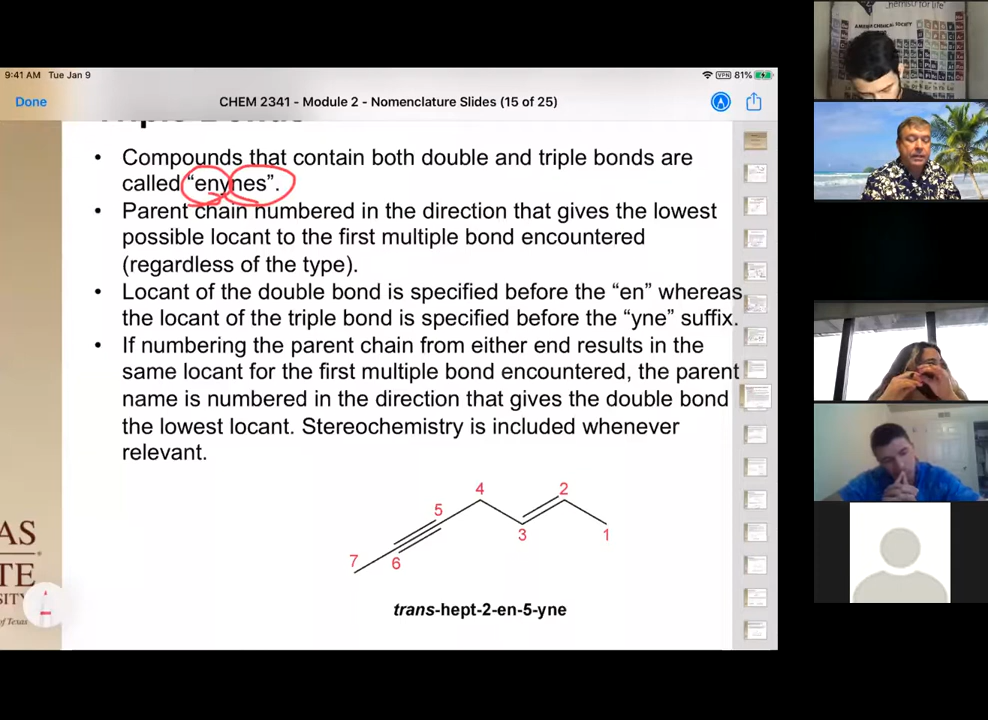 9:41 AM Tue Jan 9
VPN 81%
Done
CHEM 2341 - Module 2 - Nomenclature Slides (15 of 25)
• Compounds that contain both double and triple bonds are
called “enynes”.
• Parent chain numbered in the direction that gives the lowest
possible locant to the first multiple bond encountered
(regardless of the type).
• Locant of the double bond is specified before the “en” whereas
the locant of the triple bond is specified before the “yne” suffix.
• If numbering the parent chain from either end results in the
same locant for the first multiple bond encountered, the parent
name is numbered in the direction that gives the double bond
the lowest locant. Stereochemistry is included whenever
relevant.
4 2
5
3 1
7 6
trans-hept-2-en-5-yne
AS
TE
SIT
of Texas